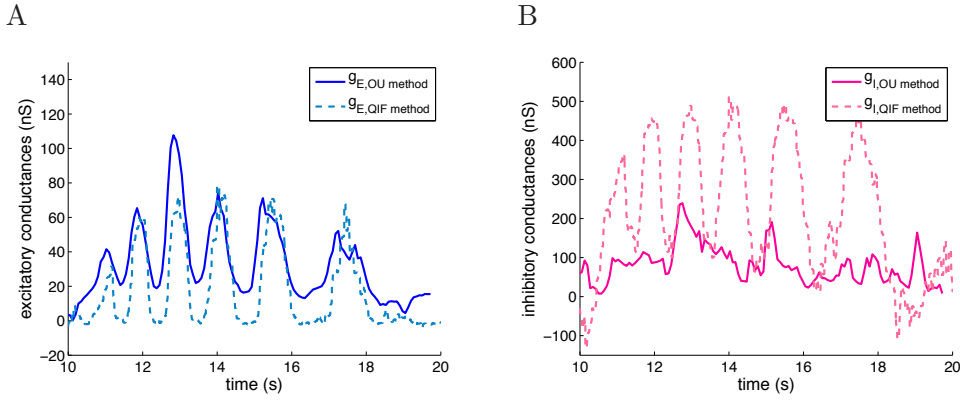 A
B
140
120
100
80
60
40
20
0
−20
excitatory conductances (nS)
g_E,OU method
g_E,QIF method
10 12 14 16 18 20
time (s)
600
500
400
300
200
100
0
−100
inhibitory conductances (nS)
g_I,OU method
g_I,QIF method
10 12 14 16 18 20
time (s)